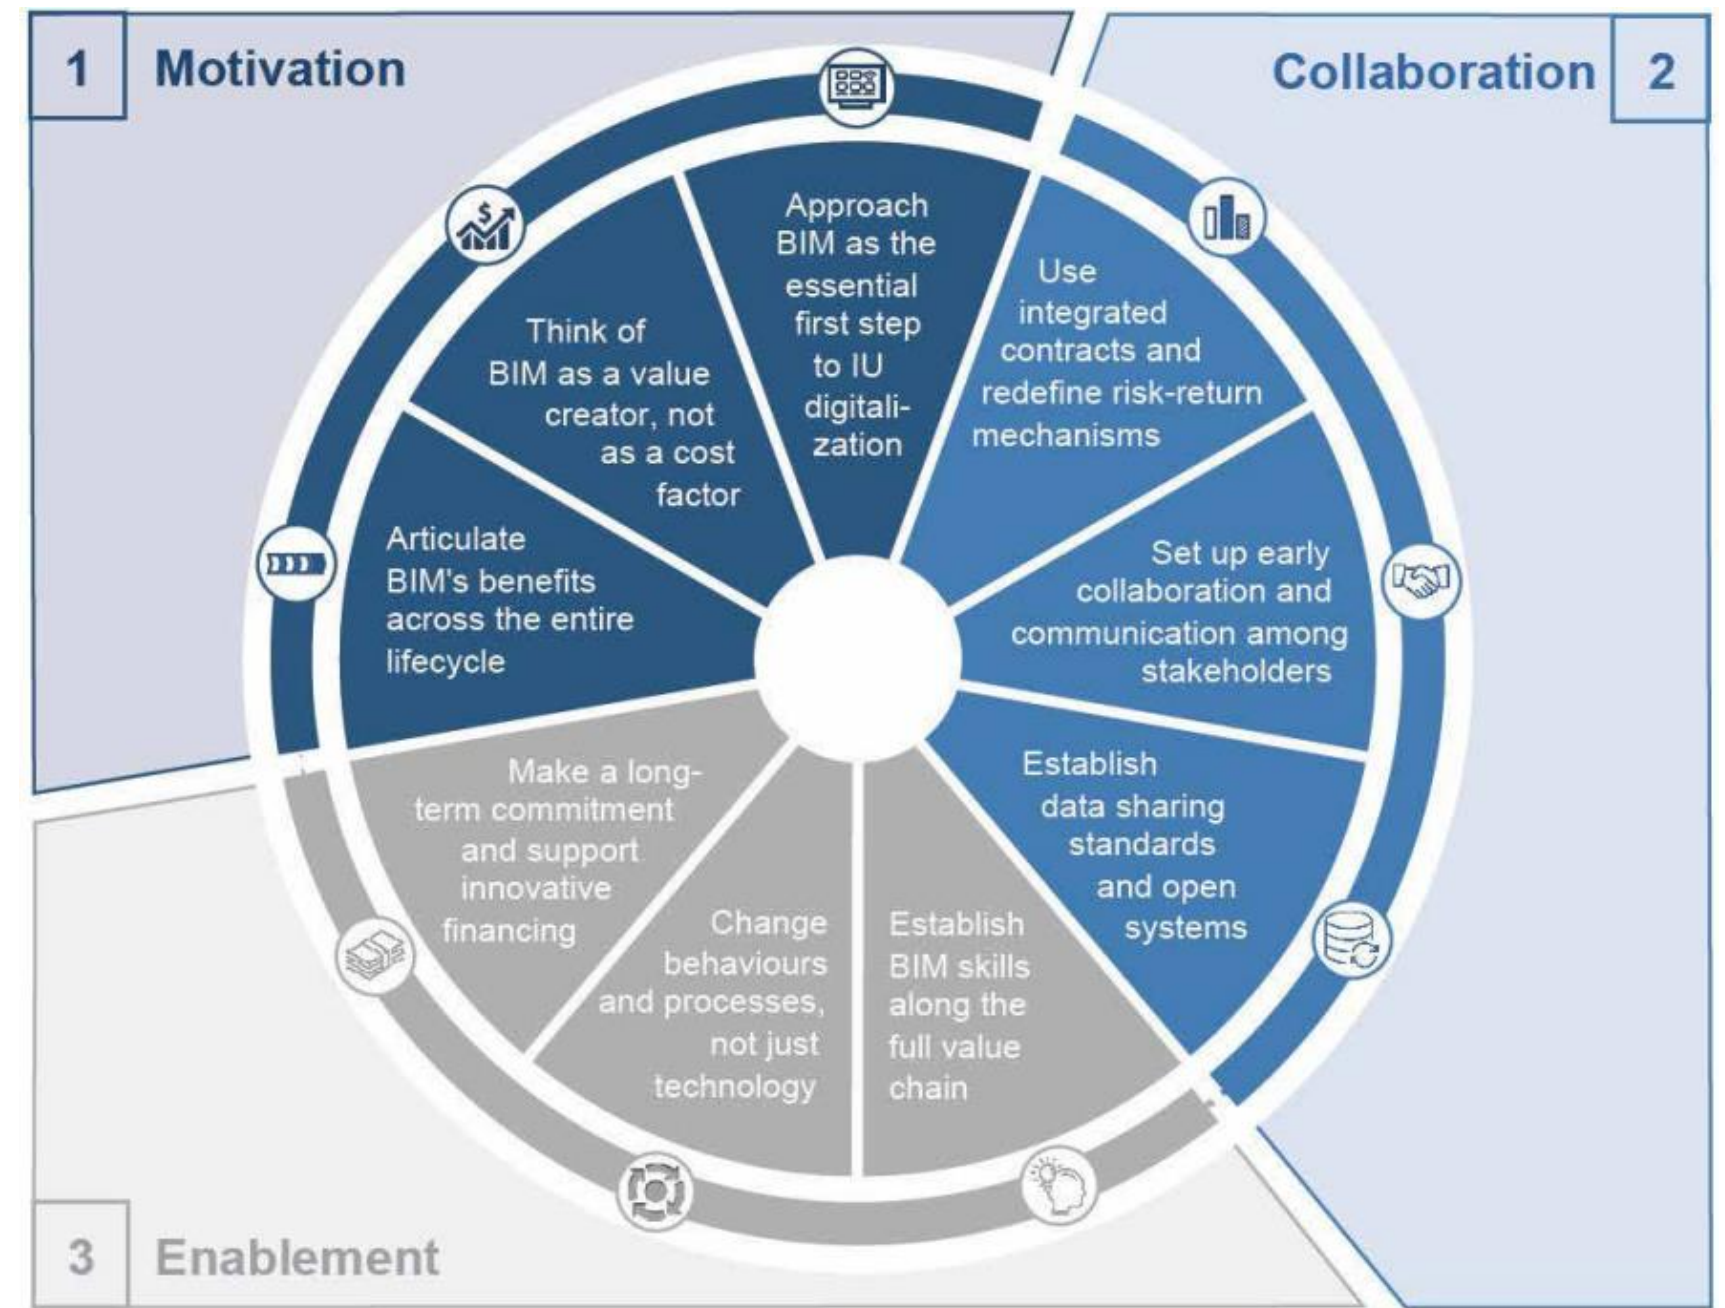 1
Motivation
Collaboration
2
Approach
BIM as the
essential
first step
to IU
digitali-
zation
Think of
BIM as a value
creator, not
as a cost
factor
Articulate
BIM's benefits
across the entire
lifecycle
Use
integrated
contracts and
redefine risk-return
mechanisms
Set up early
collaboration and
communication among
stakeholders
Establish
data sharing
standards
and open
systems
Establish
BIM skills
along the
full value
chain
Change
behaviours
and processes,
not just
technology
Make a long-
term commitment
and support
innovative
financing
3
Enablement
$